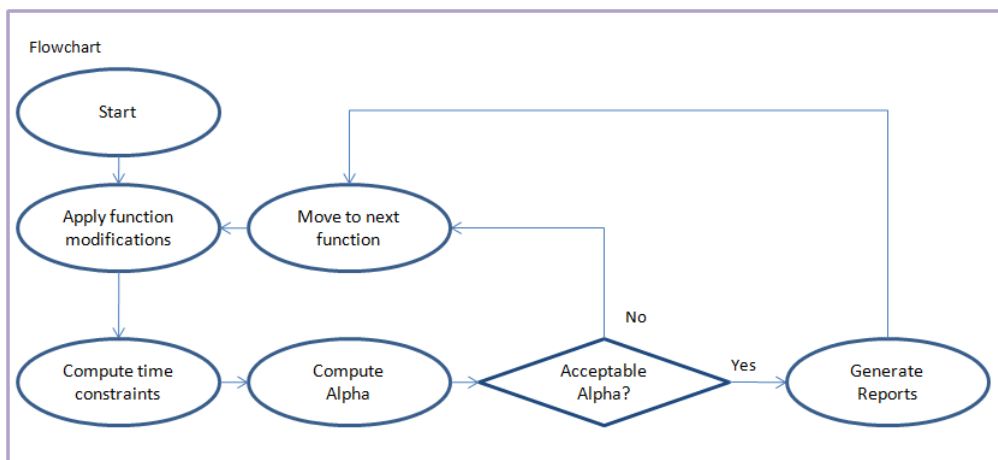 Flowchart
Start
Apply function
modifications
Move to next
function
No
Compute time
constraints
Compute
Alpha
Acceptable
Alpha?
Yes
Generate
Reports